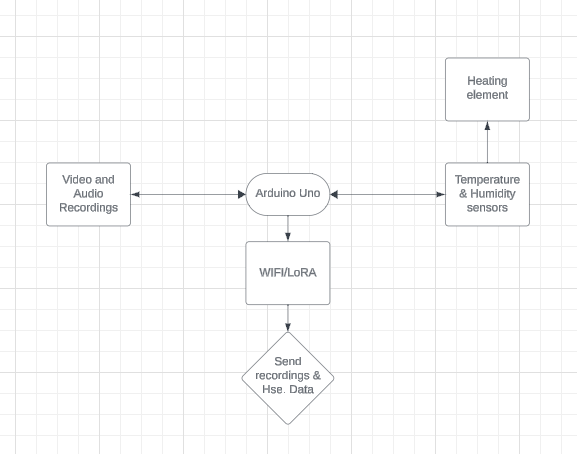 Heating
element
Video and
Audio
Recordings
Arduino Uno
Temperature
& Humidity
sensors
WIFI/LoRA
Send
recordings &
Hse. Data